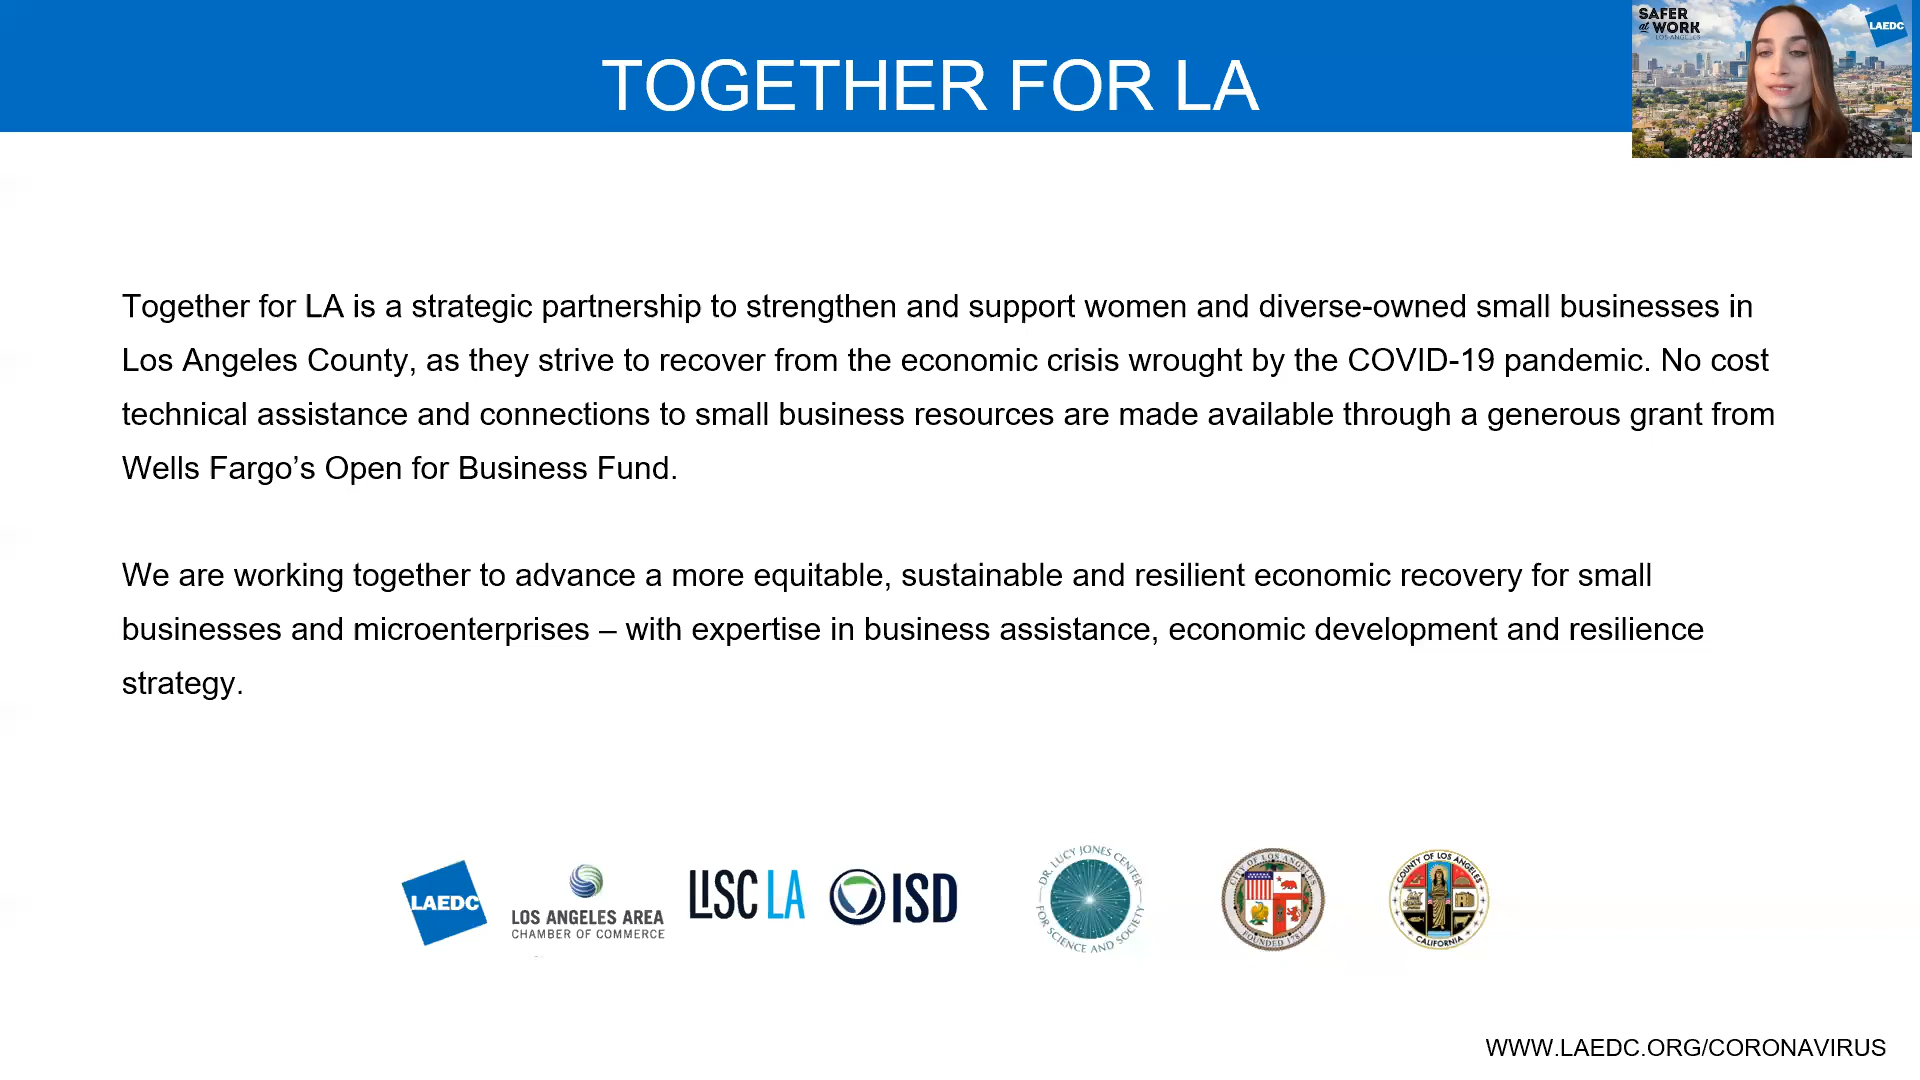 TOGETHER FOR LA
SAFER
at WORK
LOS ANGELES
LAEDC
Together for LA is a strategic partnership to strengthen and support women and diverse-owned small businesses in
Los Angeles County, as they strive to recover from the economic crisis wrought by the COVID-19 pandemic. No cost
technical assistance and connections to small business resources are made available through a generous grant from
Wells Fargo’s Open for Business Fund.
We are working together to advance a more equitable, sustainable and resilient economic recovery for small
businesses and microenterprises – with expertise in business assistance, economic development and resilience
strategy.
LAEDC
LOS ANGELES AREA
CHAMBER OF COMMERCE
LISC LA
ISD
DR. LUCY JONES CENTER
FOR SCIENCE AND SOCIETY
CITY OF LOS ANGELES
FOUNDED 1781
COUNTY OF LOS ANGELES
CALIFORNIA
WWW.LAEDC.ORG/CORONAVIRUS